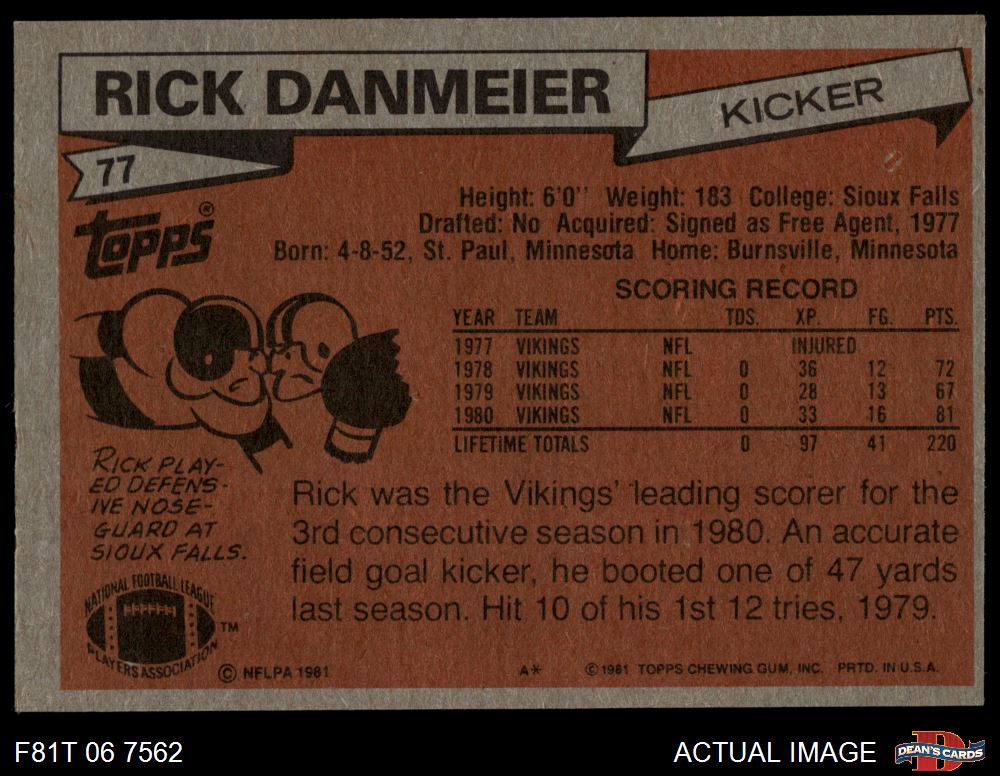 RICK DANMEIER
KICKER
77
topps®
Height: 6'0'' Weight: 183 College: Sioux Falls
Drafted: No Acquired: Signed as Free Agent, 1977
Born: 4-8-52, St. Paul, Minnesota Home: Burnsville, Minnesota
SCORING RECORD
YEAR TEAM TDS. XP. FG. PTS.
1977 VIKINGS NFL INJURED
1978 VIKINGS NFL 0 36 12 72
1979 VIKINGS NFL 0 28 13 67
1980 VIKINGS NFL 0 33 16 81
LIFETIME TOTALS 0 97 41 220
RICK PLAY-
ED DEFENS-
IVE NOSE-
GUARD AT
SIOUX FALLS.
Rick was the Vikings' leading scorer for the
3rd consecutive season in 1980. An accurate
field goal kicker, he booted one of 47 yards
last season. Hit 10 of his 1st 12 tries, 1979.
NATIONAL FOOTBALL LEAGUE
PLAYERS ASSOCIATION
TM
© NFLPA 1981
A* © 1981 TOPPS CHEWING GUM, INC. PRTD. IN U.S.A.
F81T 06 7562
ACTUAL IMAGE
D
DEAN'S CARDS